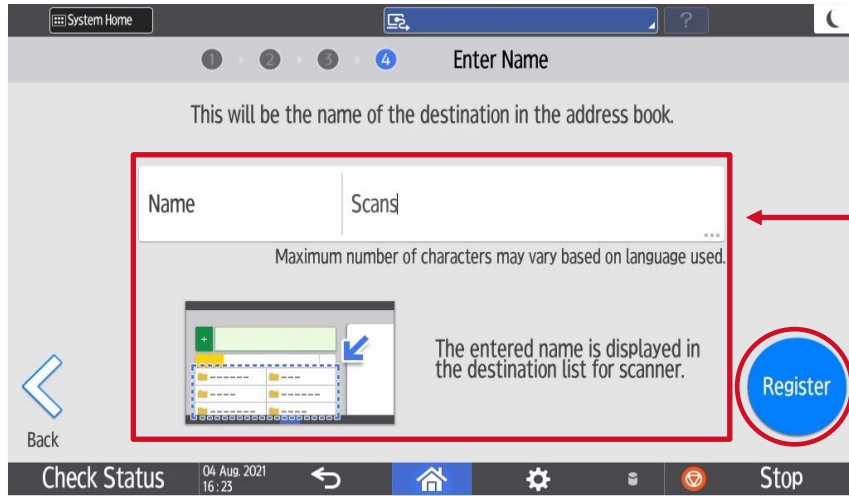 System Home
?
1 2 3 4 Enter Name
This will be the name of the destination in the address book.
Name Scans
...
Maximum number of characters may vary based on language used.
+
The entered name is displayed in
the destination list for scanner.
Register
Back
Check Status 04 Aug. 2021 Stop
16:23